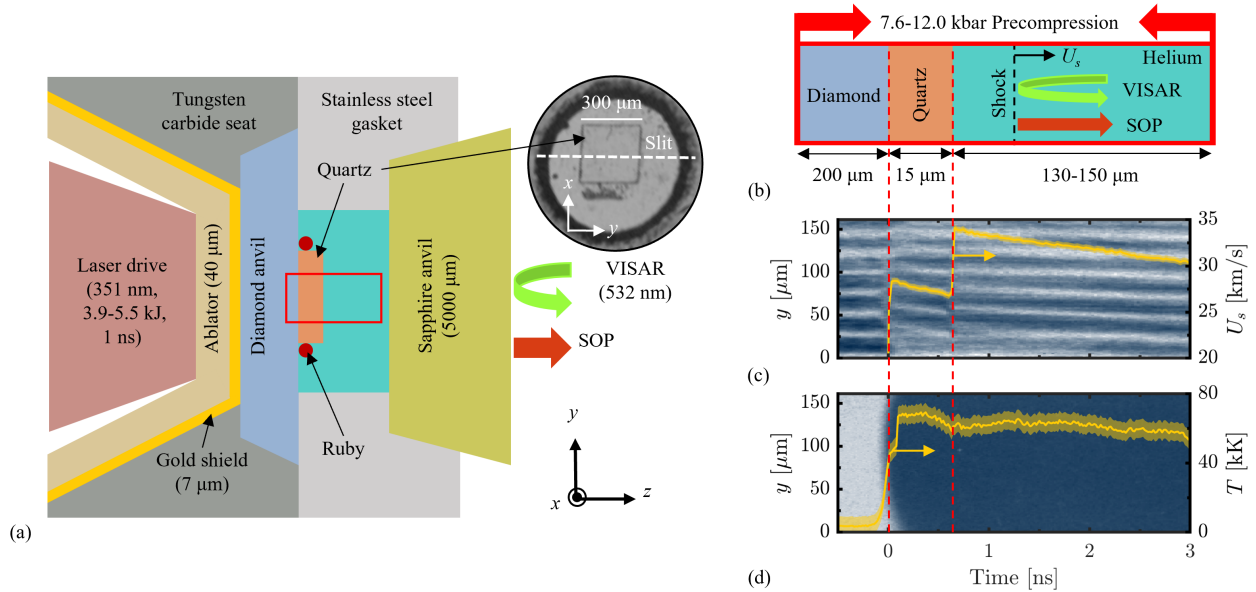 Tungsten
carbide seat
Stainless steel
gasket
300 μm
Slit
x
y
Quartz
Laser drive
(351 nm,
3.9-5.5 kJ,
1 ns)
Ablator (40 μm)
Diamond anvil
Sapphire anvil
(5000 μm)
VISAR
(532 nm)
SOP
Ruby
Gold shield
(7 μm)
y
x
z
(a)
7.6-12.0 kbar Precompression
Diamond
Quartz
Shock
U_s
Helium
VISAR
SOP
200 μm
15 μm
130-150 μm
(b)
150
100
50
0
y [μm]
35
30
25
20
U_s [km/s]
(c)
150
100
50
0
y [μm]
80
40
0
T [kK]
0
1
2
3
Time [ns]
(d)